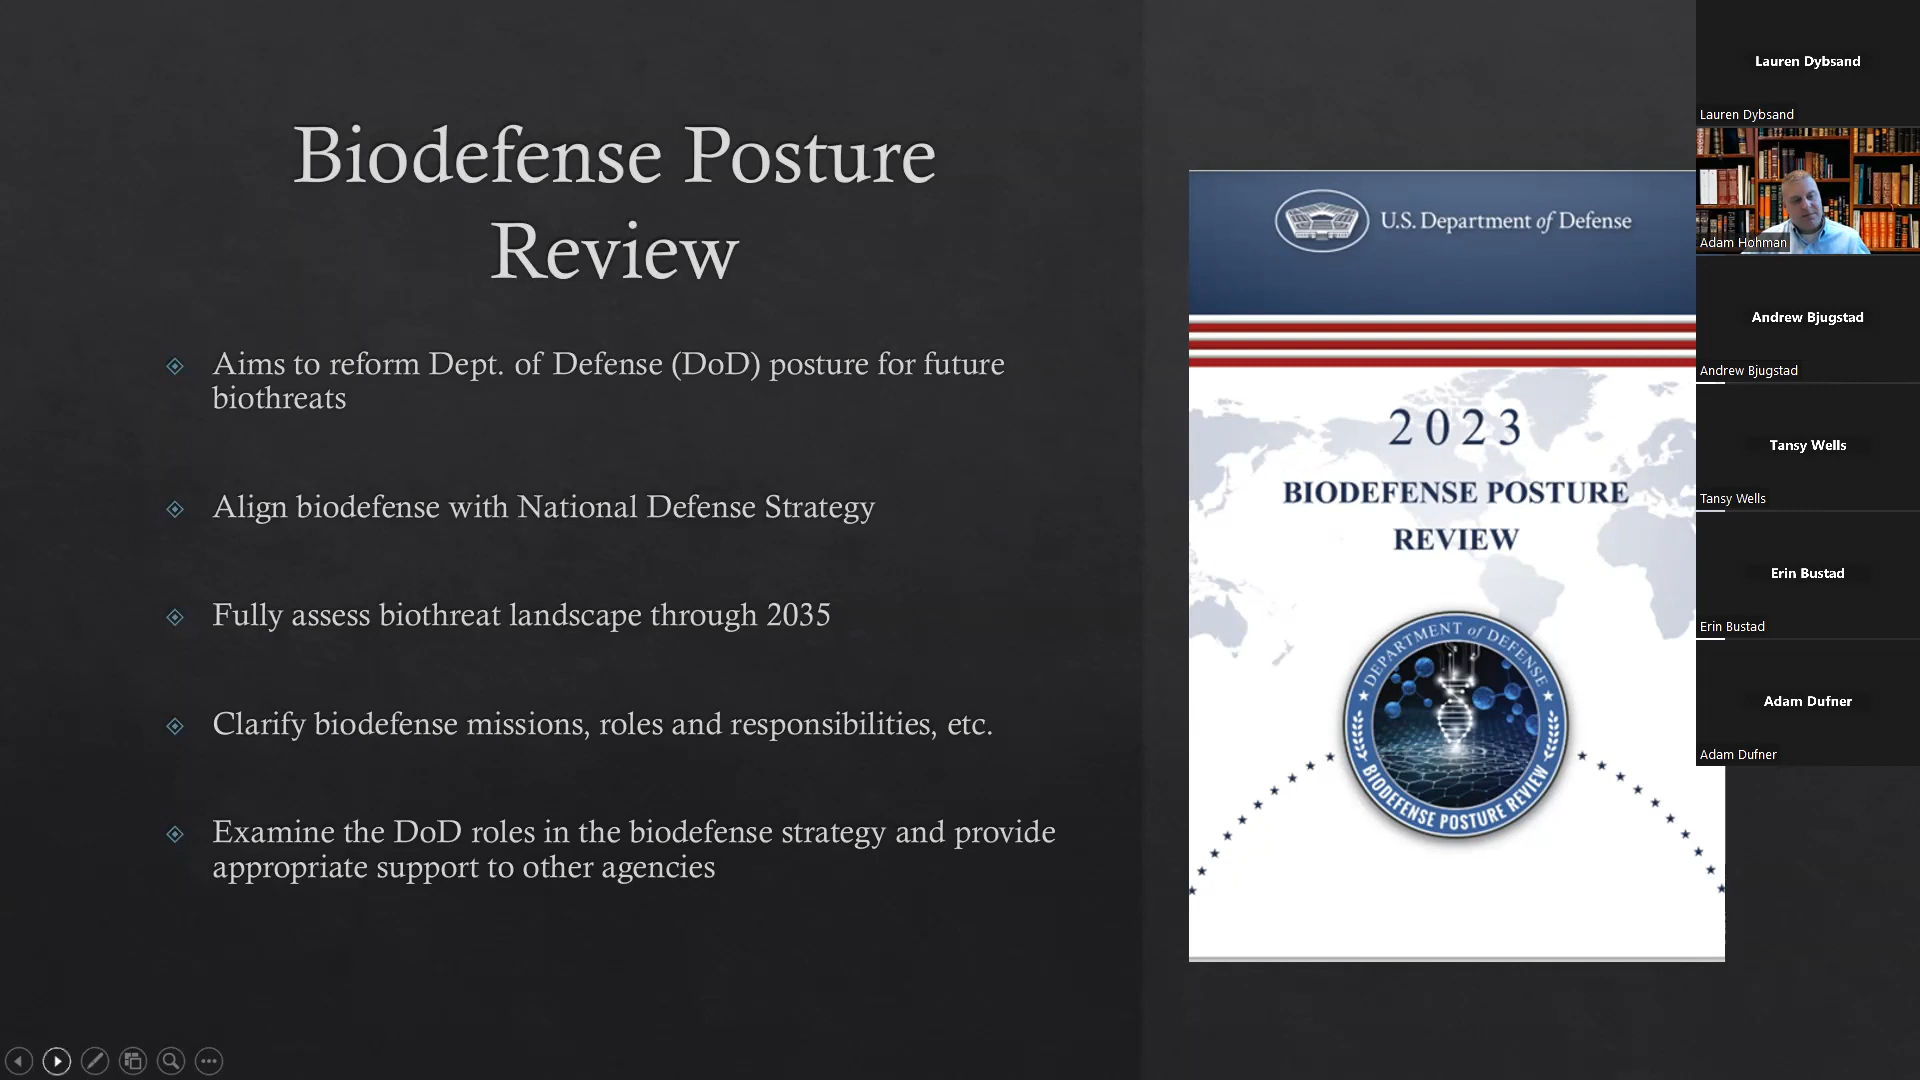 Biodefense Posture
Review
Aims to reform Dept. of Defense (DoD) posture for future
biothreats
Align biodefense with National Defense Strategy
Fully assess biothreat landscape through 2035
Clarify biodefense missions, roles and responsibilities, etc.
Examine the DoD roles in the biodefense strategy and provide
appropriate support to other agencies
U.S. Department of Defense
2023
BIODEFENSE POSTURE
REVIEW
DEPARTMENT of DEFENSE
BIODEFENSE POSTURE REVIEW
Lauren Dybsand
Lauren Dybsand
Adam Hohman
Andrew Bjugstad
Andrew Bjugstad
Tansy Wells
Tansy Wells
Erin Bustad
Erin Bustad
Adam Dufner
Adam Dufner